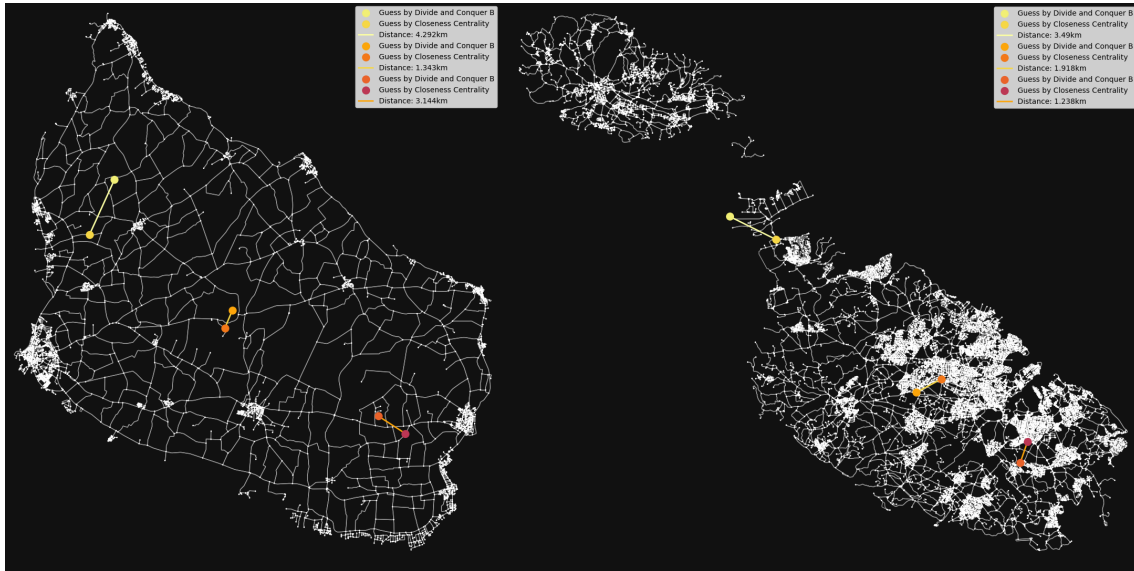 Guess by Divide and Conquer B
Guess by Closeness Centrality
Distance: 4.292km
Guess by Divide and Conquer B
Guess by Closeness Centrality
Distance: 1.343km
Guess by Divide and Conquer B
Guess by Closeness Centrality
Distance: 3.144km
Guess by Divide and Conquer B
Guess by Closeness Centrality
Distance: 3.49km
Guess by Divide and Conquer B
Guess by Closeness Centrality
Distance: 1.918km
Guess by Divide and Conquer B
Guess by Closeness Centrality
Distance: 1.238km